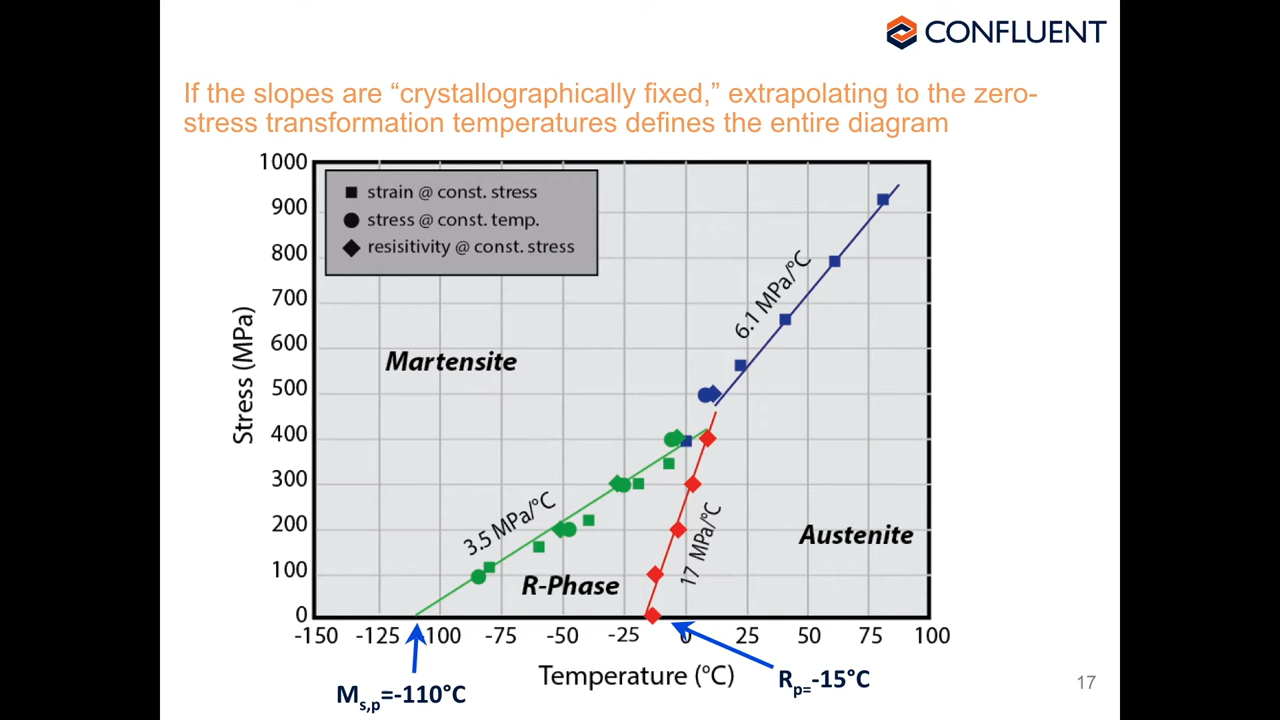 CONFLUENT
If the slopes are “crystallographically fixed,” extrapolating to the zero-
stress transformation temperatures defines the entire diagram
1000
900
800
700
600
500
400
300
200
100
0
Stress (MPa)
strain @ const. stress
stress @ const. temp.
resisitivity @ const. stress
6.1 MPa/°C
Martensite
3.5 MPa/°C
17 MPa/°C
Austenite
R-Phase
-150 -125 -100 -75 -50 -25 0 25 50 75 100
Temperature (°C)
Ms,p=-110°C
Rp=-15°C
17